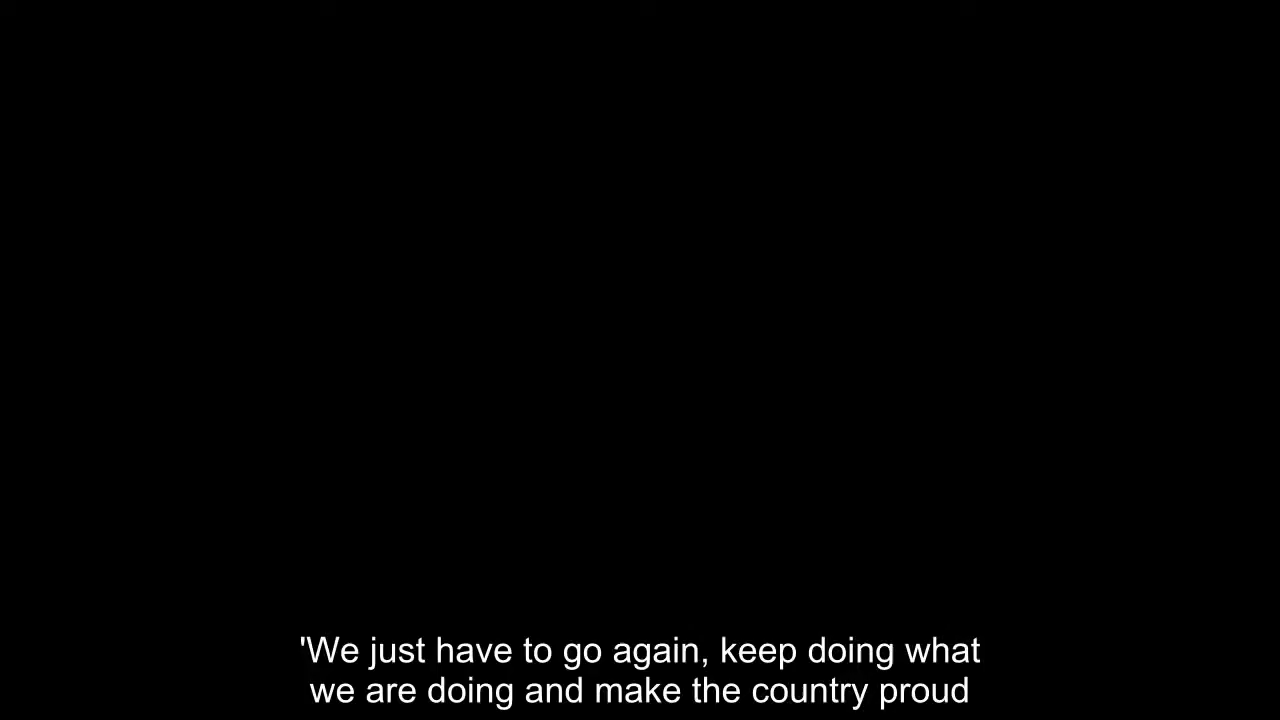 'We just have to go again, keep doing what
we are doing and make the country proud